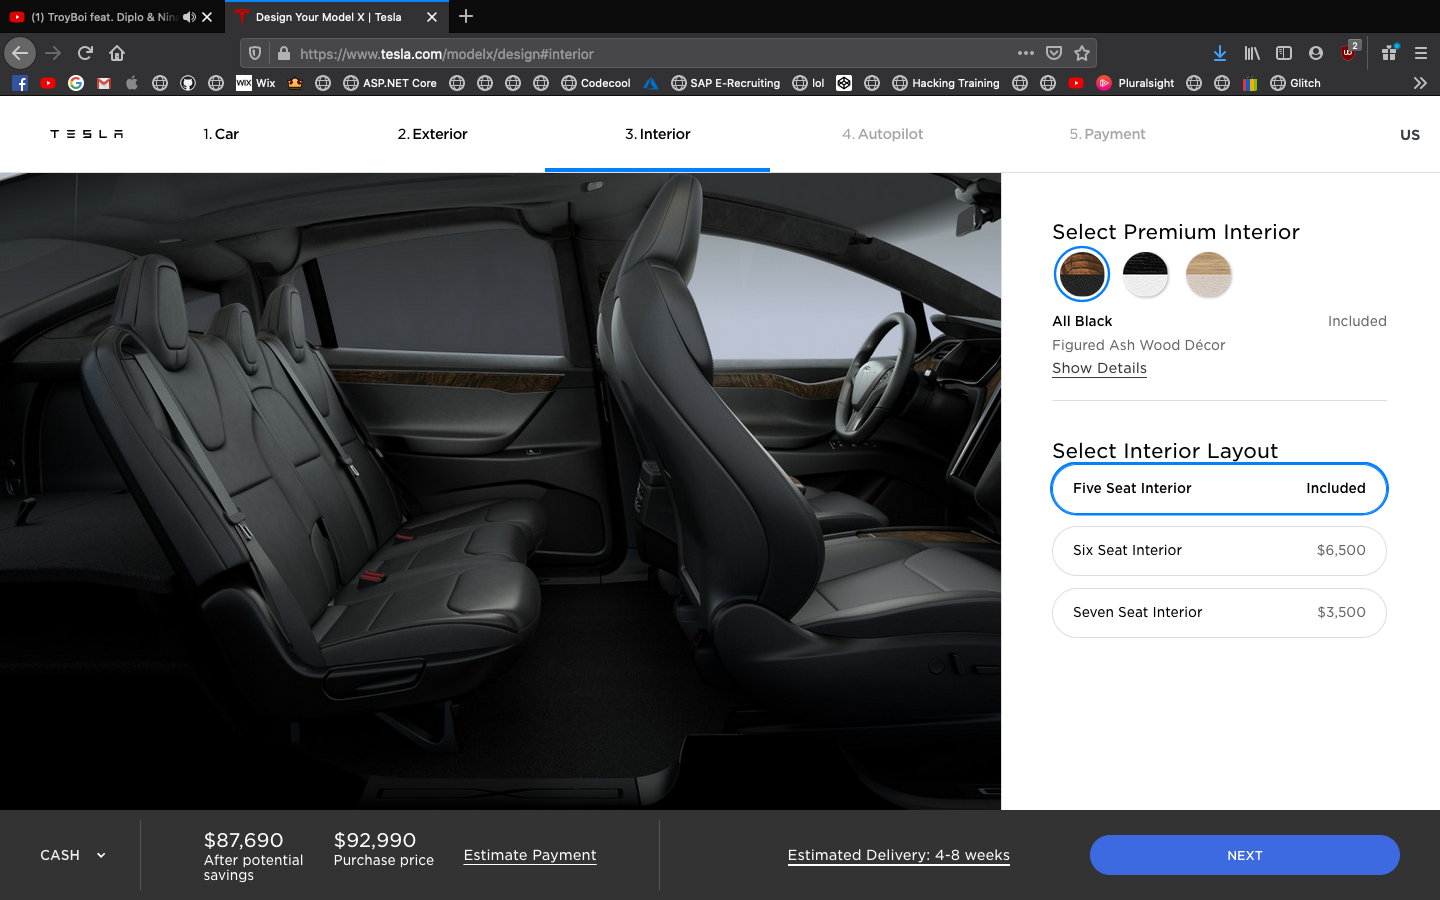 (1) TroyBoi feat. Diplo & Nina
Design Your Model X | Tesla
https://www.tesla.com/modelx/design#interior
2
Wix
ASP.NET Core
Codecool
SAP E-Recruiting
lol
Hacking Training
Pluralsight
Glitch
TESLA
1. Car
2. Exterior
3. Interior
4. Autopilot
5. Payment
US
Select Premium Interior
All Black
Included
Figured Ash Wood Décor
Show Details
Select Interior Layout
Five Seat Interior
Included
Six Seat Interior
$6,500
Seven Seat Interior
$3,500
CASH
$87,690
After potential
savings
$92,990
Purchase price
Estimate Payment
Estimated Delivery: 4-8 weeks
NEXT